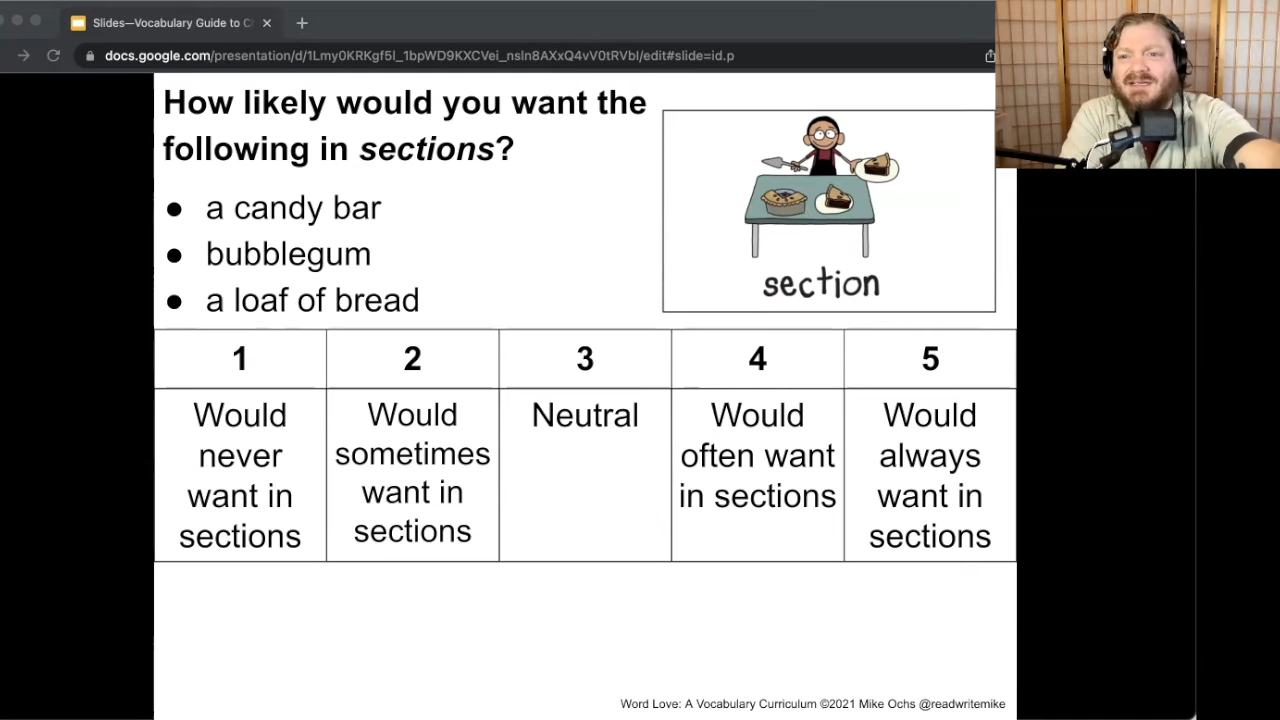 Slides—Vocabulary Guide to C
docs.google.com/presentation/d/1Lmy0KRKgf5I_1bpWD9KXCVei_nsIn8AXxQ4vV0tRVbI/edit#slide=id.p
How likely would you want the
following in sections?
● a candy bar
● bubblegum
● a loaf of bread
section
1 2 3 4 5
Would
never
want in
sections
Would
sometimes
want in
sections
Neutral
Would
often want
in sections
Would
always
want in
sections
Word Love: A Vocabulary Curriculum ©2021 Mike Ochs @readwritemike